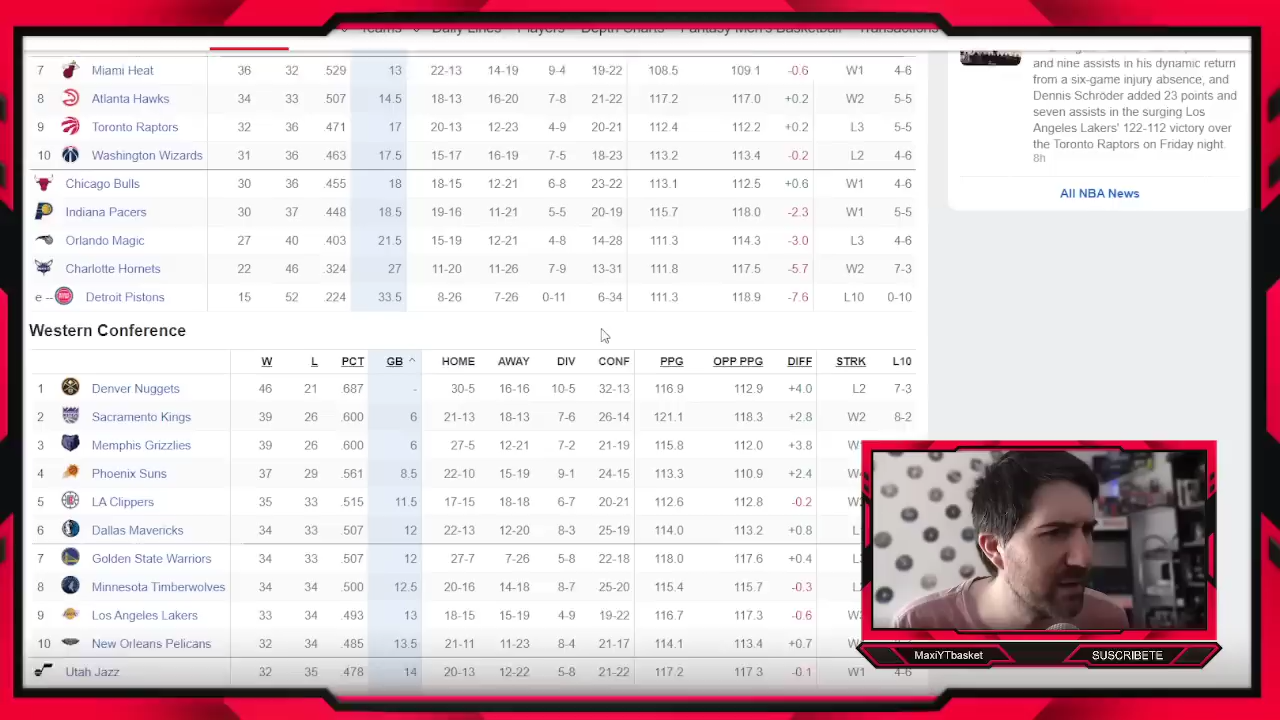 Teams Daily Lines Players Depth Charts Fantasy Men's Basketball Transactions
7 Miami Heat 36 32 .529 13 22-13 14-19 9-4 19-22 108.5 109.1 -0.6 W1 4-6
8 Atlanta Hawks 34 33 .507 14.5 18-13 16-20 7-8 21-22 117.2 117.0 +0.2 W2 5-5
9 Toronto Raptors 32 36 .471 17 20-13 12-23 4-9 20-21 112.4 112.2 +0.2 L3 5-5
10 Washington Wizards 31 36 .463 17.5 15-17 16-19 7-5 18-23 113.2 113.4 -0.2 L2 4-6
Chicago Bulls 30 36 .455 18 18-15 12-21 6-8 23-22 113.1 112.5 +0.6 W1 4-6
Indiana Pacers 30 37 .448 18.5 19-16 11-21 5-5 20-19 115.7 118.0 -2.3 W1 5-5
Orlando Magic 27 40 .403 21.5 15-19 12-21 4-8 14-28 111.3 114.3 -3.0 L3 4-6
Charlotte Hornets 22 46 .324 27 11-20 11-26 7-9 13-31 111.8 117.5 -5.7 W2 7-3
e -- Detroit Pistons 15 52 .224 33.5 8-26 7-26 0-11 6-34 111.3 118.9 -7.6 L10 0-10
Western Conference
W L PCT GB HOME AWAY DIV CONF PPG OPP PPG DIFF STRK L10
1 Denver Nuggets 46 21 .687 - 30-5 16-16 10-5 32-13 116.9 112.9 +4.0 L2 7-3
2 Sacramento Kings 39 26 .600 6 21-13 18-13 7-6 26-14 121.1 118.3 +2.8 W2 8-2
3 Memphis Grizzlies 39 26 .600 6 27-5 12-21 7-2 21-19 115.8 112.0 +3.8
4 Phoenix Suns 37 29 .561 8.5 22-10 15-19 9-1 24-15 113.3 110.9 +2.4
5 LA Clippers 35 33 .515 11.5 17-15 18-18 6-7 20-21 112.6 112.8 -0.2
6 Dallas Mavericks 34 33 .507 12 22-13 12-20 8-3 25-19 114.0 113.2 +0.8
7 Golden State Warriors 34 33 .507 12 27-7 7-26 5-8 22-18 118.0 117.6 +0.4
8 Minnesota Timberwolves 34 34 .500 12.5 20-16 14-18 8-7 25-20 115.4 115.7 -0.3
9 Los Angeles Lakers 33 34 .493 13 18-15 15-19 4-9 19-22 116.7 117.3 -0.6
10 New Orleans Pelicans 32 34 .485 13.5 21-11 11-23 8-4 21-17 114.1 113.4 +0.7
Utah Jazz 32 35 .478 14 20-13 12-22 5-8 21-22 117.2 117.3 -0.1 W1 4-6
and nine assists in his dynamic return
from a six-game injury absence, and
Dennis Schröder added 23 points and
seven assists in the surging Los
Angeles Lakers' 122-112 victory over
the Toronto Raptors on Friday night.
8h
All NBA News
MaxiYTbasket
SUSCRIBETE